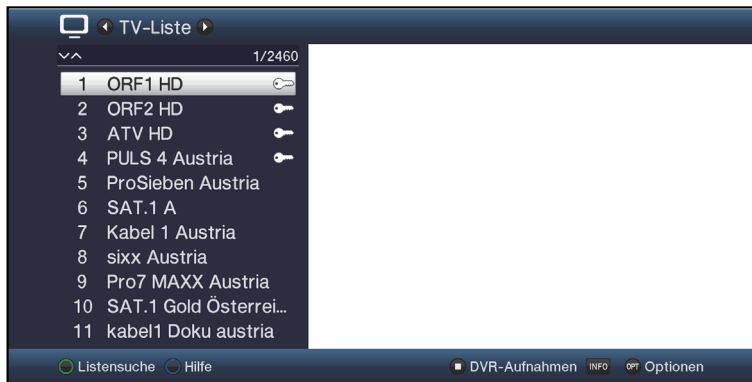 TV-Liste
1/2460
1 ORF1 HD
2 ORF2 HD
3 ATV HD
4 PULS 4 Austria
5 ProSieben Austria
6 SAT.1 A
7 Kabel 1 Austria
8 sixx Austria
9 Pro7 MAXX Austria
10 SAT.1 Gold Österrei...
11 kabel1 Doku austria
Listensuche Hilfe DVR-Aufnahmen INFO OPT Optionen